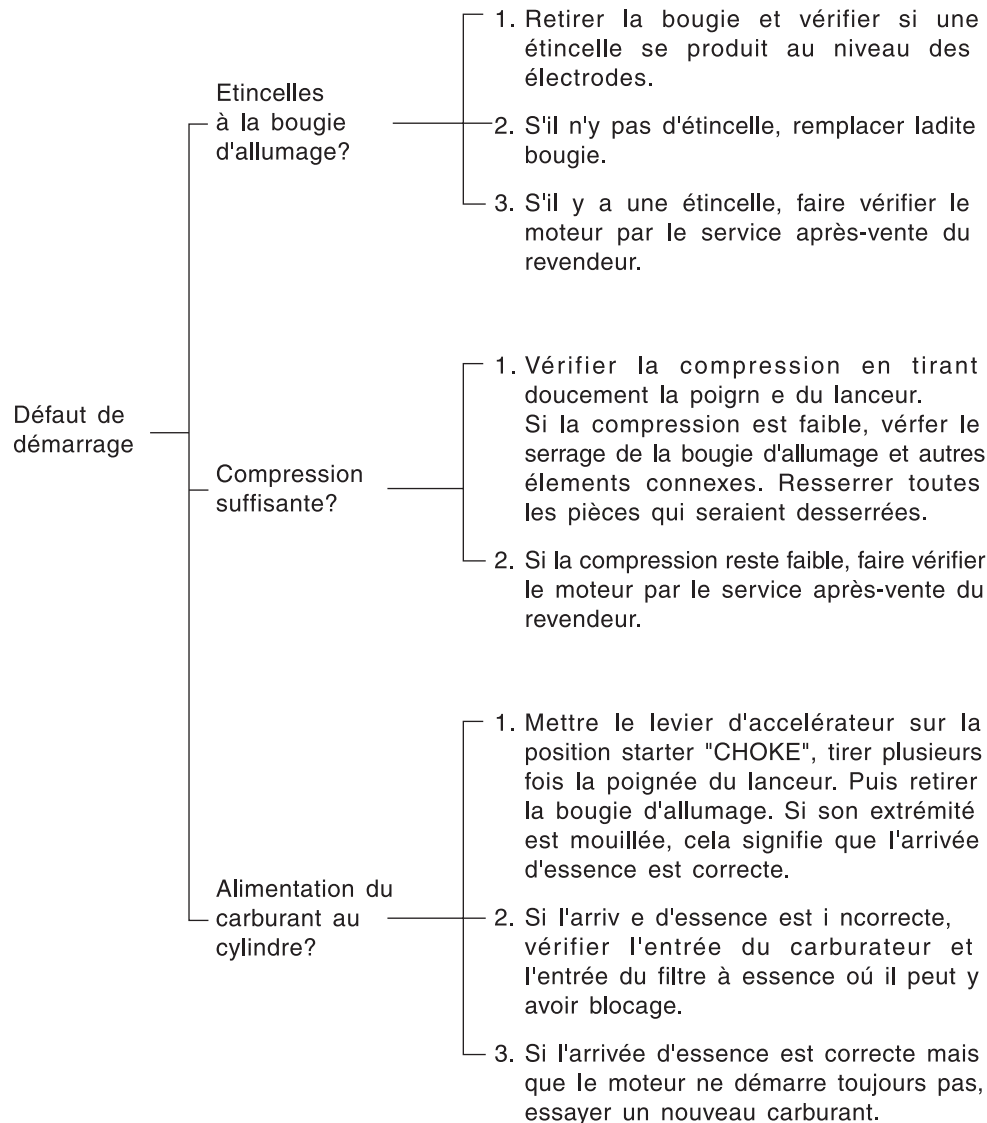 Défaut de
démarrage
Etincelles
à la bougie
d'allumage?
1. Retirer la bougie et vérifier si une
étincelle se produit au niveau des
électrodes.
2. S'il n'y pas d'étincelle, remplacer ladite
bougie.
3. S'il y a une étincelle, faire vérifier le
moteur par le service après-vente du
revendeur.
Compression
suffisante?
1. Vérifier la compression en tirant
doucement la poigrn e du lanceur.
Si la compression est faible, vérfer le
serrage de la bougie d'allumage et autres
élements connexes. Resserrer toutes
les pièces qui seraient desserrées.
2. Si la compression reste faible, faire vérifier
le moteur par le service après-vente du
revendeur.
Alimentation du
carburant au
cylindre?
1. Mettre le levier d'accelérateur sur la
position starter "CHOKE", tirer plusieurs
fois la poignée du lanceur. Puis retirer
la bougie d'allumage. Si son extrémité
est mouillée, cela signifie que l'arrivée
d'essence est correcte.
2. Si l'arriv e d'essence est i ncorrecte,
vérifier l'entrée du carburateur et
l'entrée du filtre à essence oú il peut y
avoir blocage.
3. Si l'arrivée d'essence est correcte mais
que le moteur ne démarre toujours pas,
essayer un nouveau carburant.